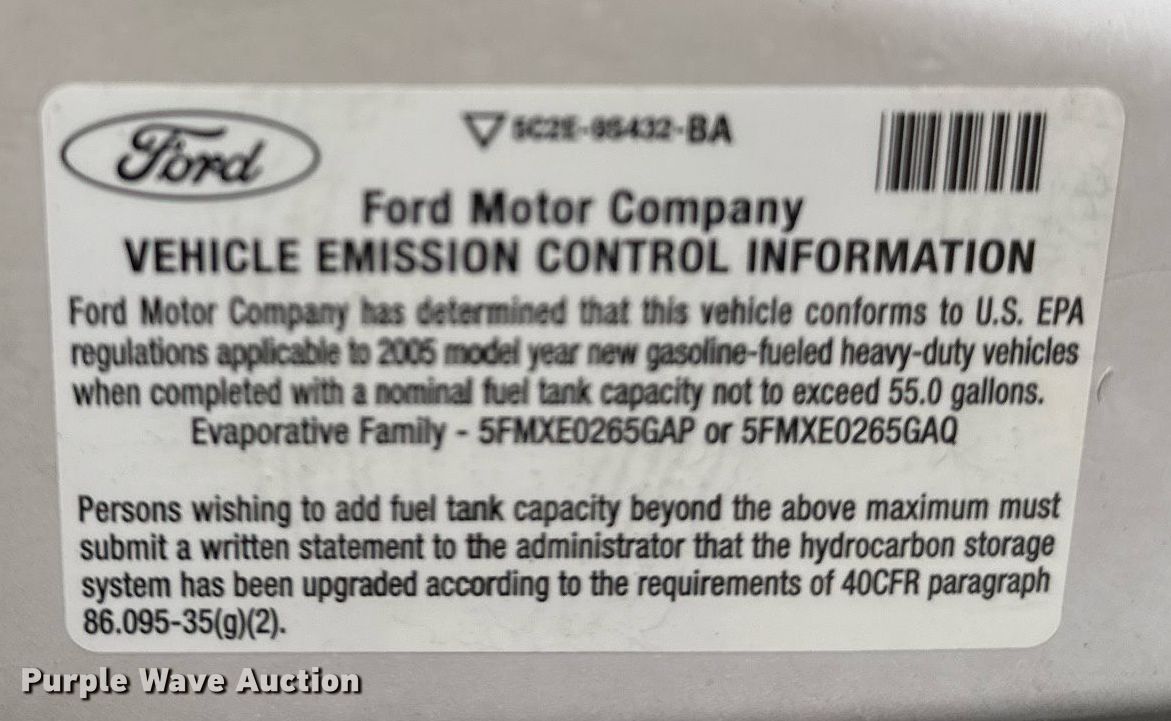 Ford
5C2E-9S432-BA
Ford Motor Company
VEHICLE EMISSION CONTROL INFORMATION
Ford Motor Company has determined that this vehicle conforms to U.S. EPA
regulations applicable to 2005 model year new gasoline-fueled heavy-duty vehicles
when completed with a nominal fuel tank capacity not to exceed 55.0 gallons.
Evaporative Family - 5FMXE0265GAP or 5FMXE0265GAQ
Persons wishing to add fuel tank capacity beyond the above maximum must
submit a written statement to the administrator that the hydrocarbon storage
system has been upgraded according to the requirements of 40CFR paragraph
86.095-35(g)(2).
Purple Wave Auction